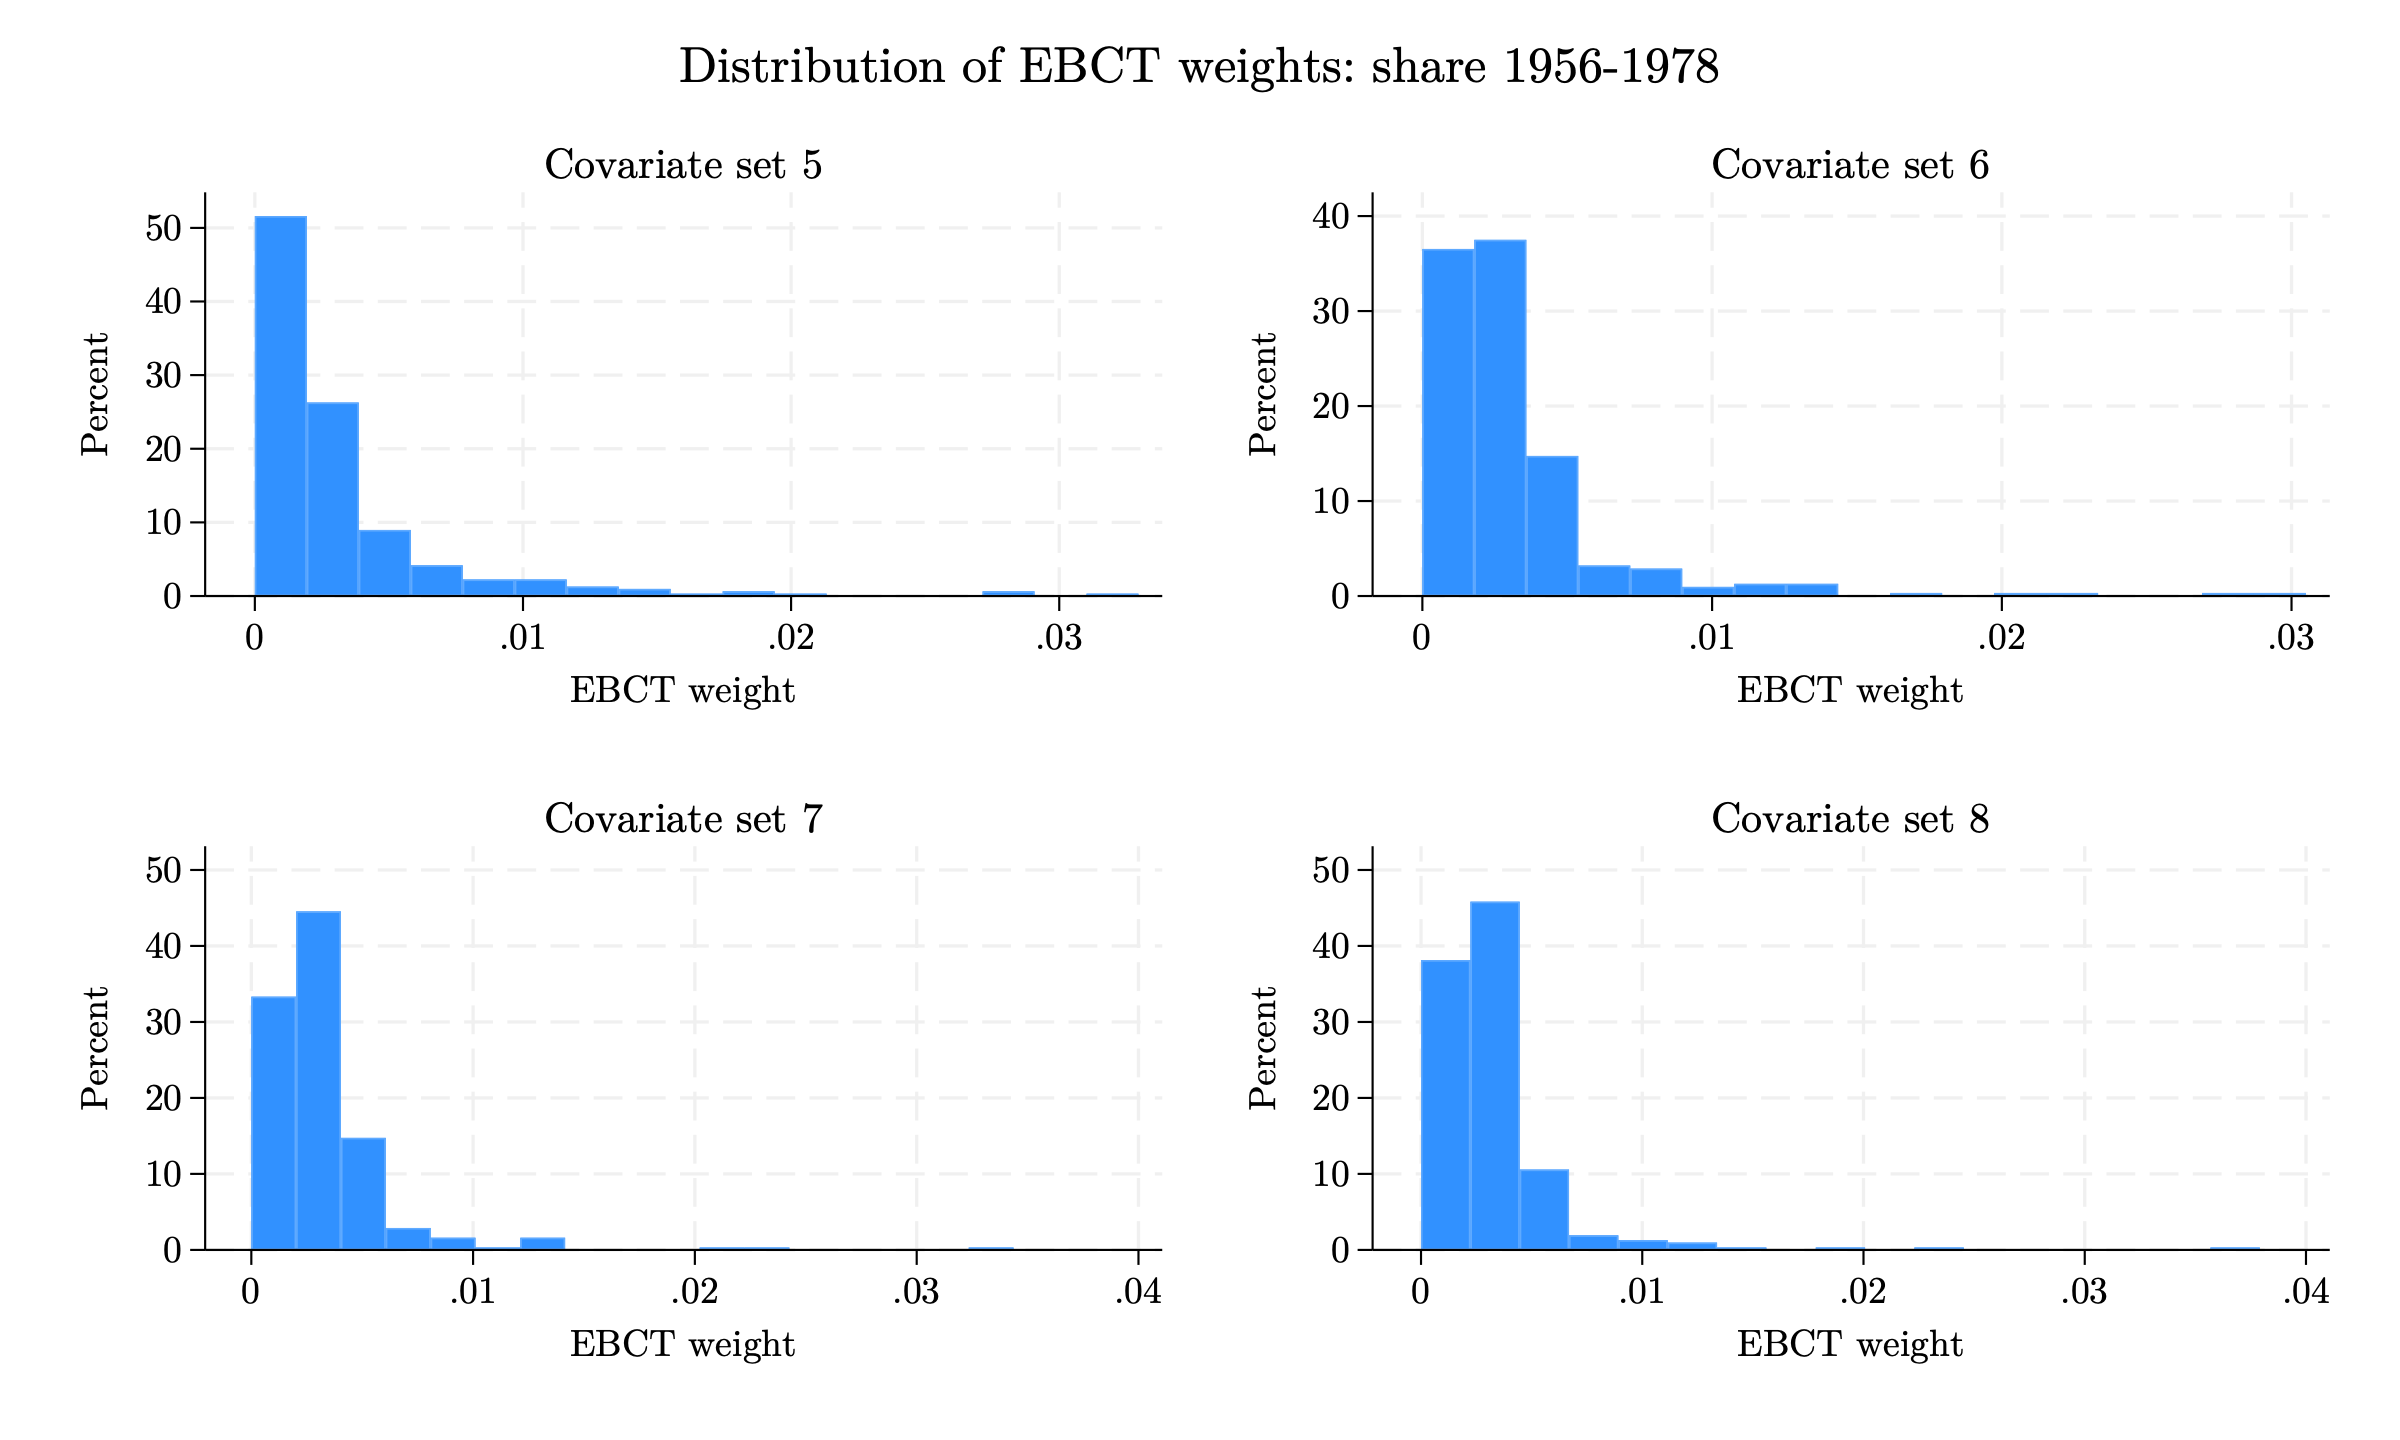 Distribution of EBCT weights: share 1956-1978
Covariate set 5
Percent
50
40
30
20
10
0
0 .01 .02 .03
EBCT weight
Covariate set 6
Percent
40
30
20
10
0
0 .01 .02 .03
EBCT weight
Covariate set 7
Percent
50
40
30
20
10
0
0 .01 .02 .03 .04
EBCT weight
Covariate set 8
Percent
50
40
30
20
10
0
0 .01 .02 .03 .04
EBCT weight